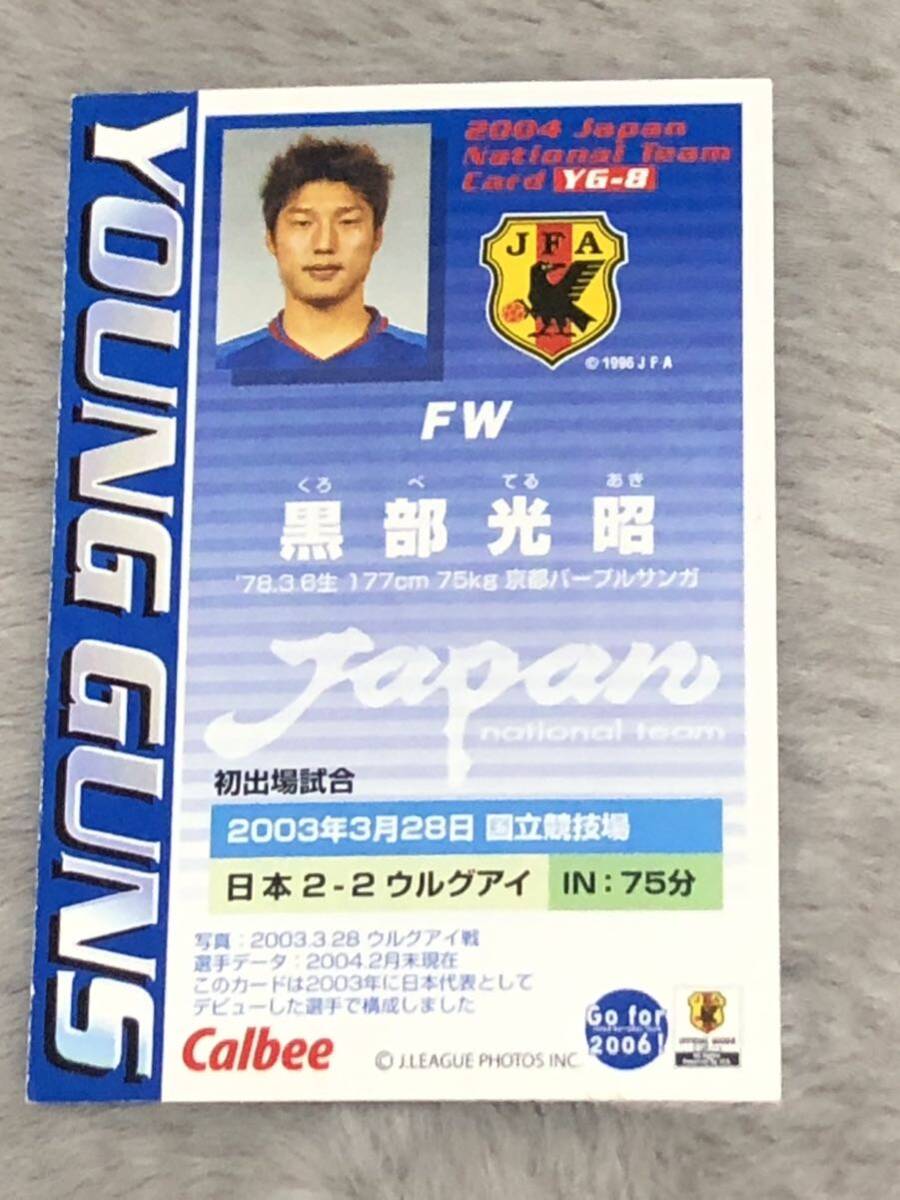 YOUNG GUNS
2004 Japan
National Team
Card YG-8
JFA
© 1996 J F A
FW
くろ べ てる あき
黒部光昭
'78.3.6生 177cm 75kg 京都パープルサンガ
Japan
national team
初出場試合
2003年3月28日 国立競技場
日本2-2ウルグアイ IN：75分
写真：2003.3.28 ウルグアイ戦
選手データ：2004.2月末現在
このカードは2003年に日本代表として
デビューした選手で構成しました
Calbee
© J.LEAGUE PHOTOS INC.
Go for
2006!